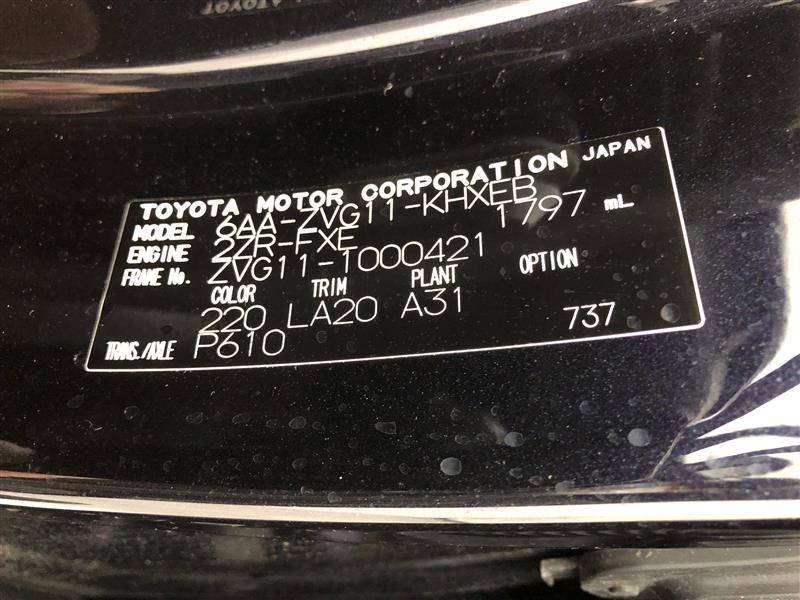 TOYOTA MOTOR CORPORATION JAPAN
MODEL 6AA-ZVG11-KHXEB
ENGINE 2ZR-FXE 1797 mL
FRAME No. ZVG11-1000421
COLOR TRIM PLANT OPTION
220 LA20 A31
TRANS./AXLE P610 737